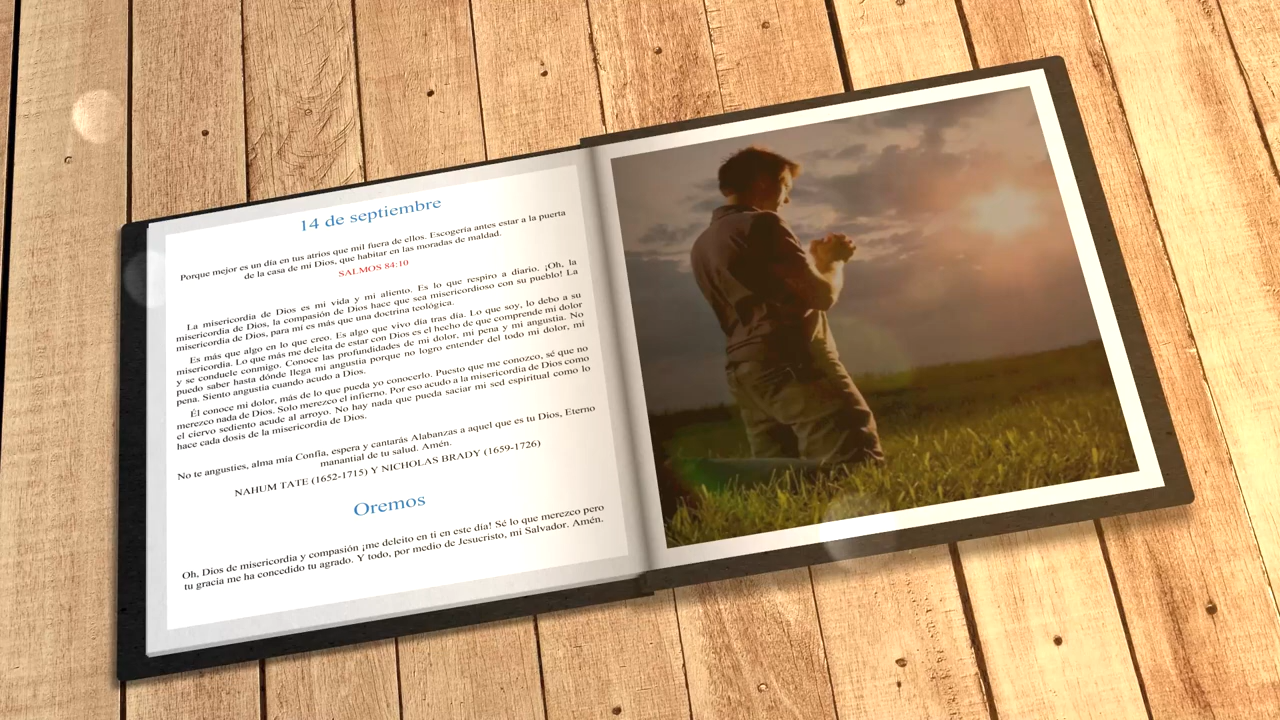 14 de septiembre
Porque mejor es un día en tus atrios que mil fuera de ellos. Escogería antes estar a la puerta
de la casa de mi Dios, que habitar en las moradas de maldad.
SALMOS 84:10
La misericordia de Dios es mi vida y mi aliento. Es lo que respiro a diario. ¡Oh, la
misericordia de Dios, la compasión de Dios hace que sea misericordioso con su pueblo! La
misericordia de Dios, para mí es más que una doctrina teológica.
Es más que algo en lo que creo. Es algo que vivo día tras día. Lo que soy, lo debo a su
misericordia. Lo que más me deleita de estar con Dios es el hecho de que comprende mi dolor
y se conduele conmigo. Conoce las profundidades de mi dolor, mi pena y mi angustia. No
puedo saber hasta dónde llega mi angustia porque no logro entender del todo mi dolor, mi
pena. Siento angustia cuando acudo a Dios.
Él conoce mi dolor, más de lo que pueda yo conocerlo. Puesto que me conozco, sé que no
merezco nada de Dios. Solo merezco el infierno. Por eso acudo a la misericordia de Dios como
el ciervo sediento acude al arroyo. No hay nada que pueda saciar mi sed espiritual como lo
hace cada dosis de la misericordia de Dios.
No te angusties, alma mía Confía, espera y cantarás Alabanzas a aquel que es tu Dios, Eterno
manantial de tu salud. Amén.
NAHUM TATE (1652-1715) Y NICHOLAS BRADY (1659-1726)
Oremos
Oh, Dios de misericordia y compasión ¡me deleito en ti en este día! Sé lo que merezco pero
tu gracia me ha concedido tu agrado. Y todo, por medio de Jesucristo, mi Salvador. Amén.